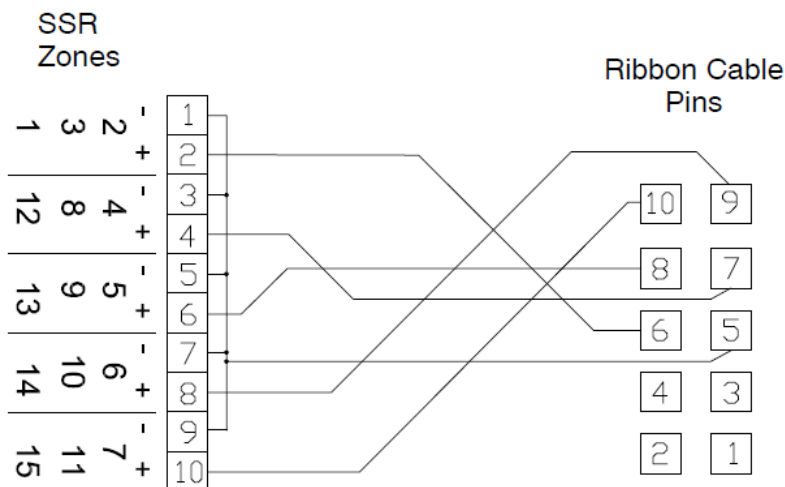 SSR
Zones
Ribbon Cable
Pins
1 3 2 -
+
12 8 4 -
+
13 9 5 -
+
14 10 6 -
+
15 11 7 -
+
1
2
3
4
5
6
7
8
9
10
10 9
8 7
6 5
4 3
2 1